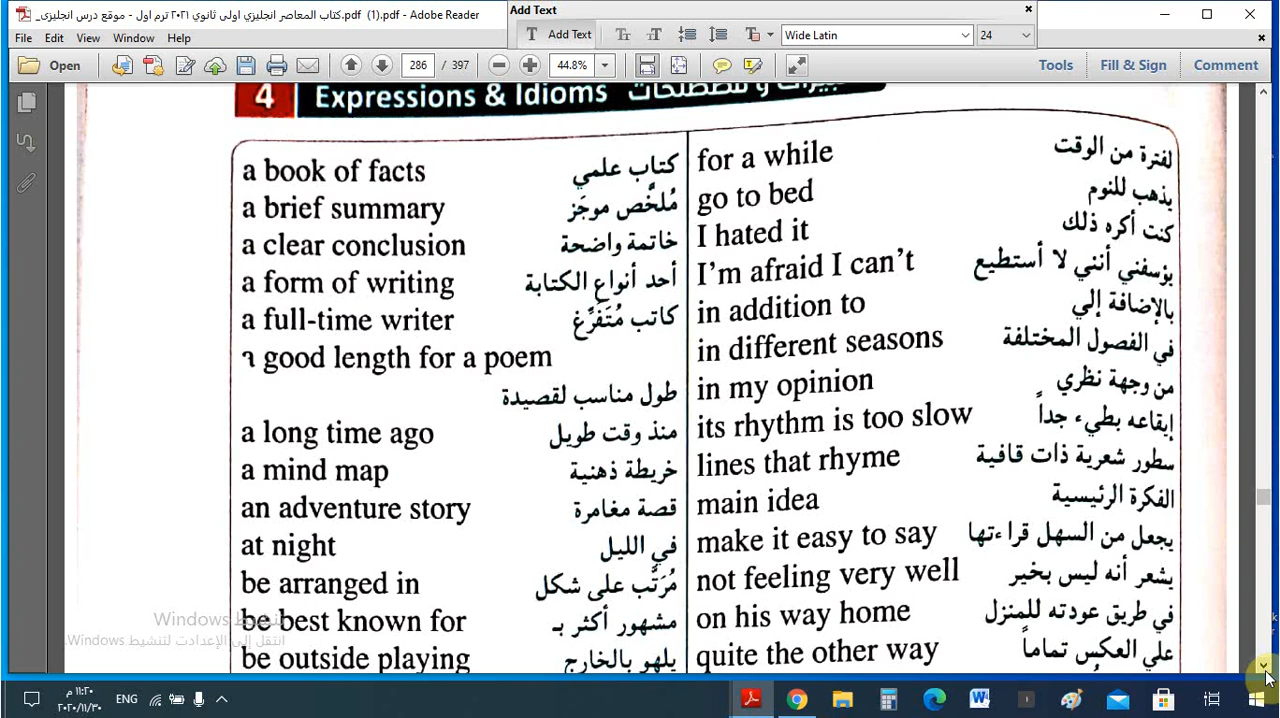 كتاب المعاصر انجليزي اولى ثانوي ٢٠٢١ ترم اول - موقع درس انجليزى_.pdf (1).pdf - Adobe Reader
Add Text
File Edit View Window Help
Add Text
Wide Latin
24
Open
286 / 397
44.8%
Tools
Fill & Sign
Comment
4 Expressions & Idioms
a book of facts كتاب علمي
a brief summary مُلخَّص موجَز
a clear conclusion خاتمة واضحة
a form of writing أحد أنواع الكتابة
a full-time writer كاتب مُتَفَرِّغ
a good length for a poem
طول مناسب لقصيدة
a long time ago منذ وقت طويل
a mind map خريطة ذهنية
an adventure story قصة مغامرة
at night في الليل
be arranged in مُرَتَّب على شكل
be best known for مشهور أكثر بـ
be outside playing يلهو بالخارج
for a while لفترة من الوقت
go to bed يذهب للنوم
I hated it كنت أكره ذلك
I'm afraid I can't يؤسفني أنني لا أستطيع
in addition to بالإضافة إلي
in different seasons في الفصول المختلفة
in my opinion من وجهة نظري
its rhythm is too slow إيقاعه بطيء جداً
lines that rhyme سطور شعرية ذات قافية
main idea الفكرة الرئيسية
make it easy to say يجعل من السهل قراءتها
not feeling very well يشعر أنه ليس بخير
on his way home في طريق عودته للمنزل
quite the other way علي العكس تماماً
تنشيط Windows
انتقل إلى الإعدادت لتنشيط Windows.
ENG
١١:٢٠ م
٢٠٢٠/١١/٣٠